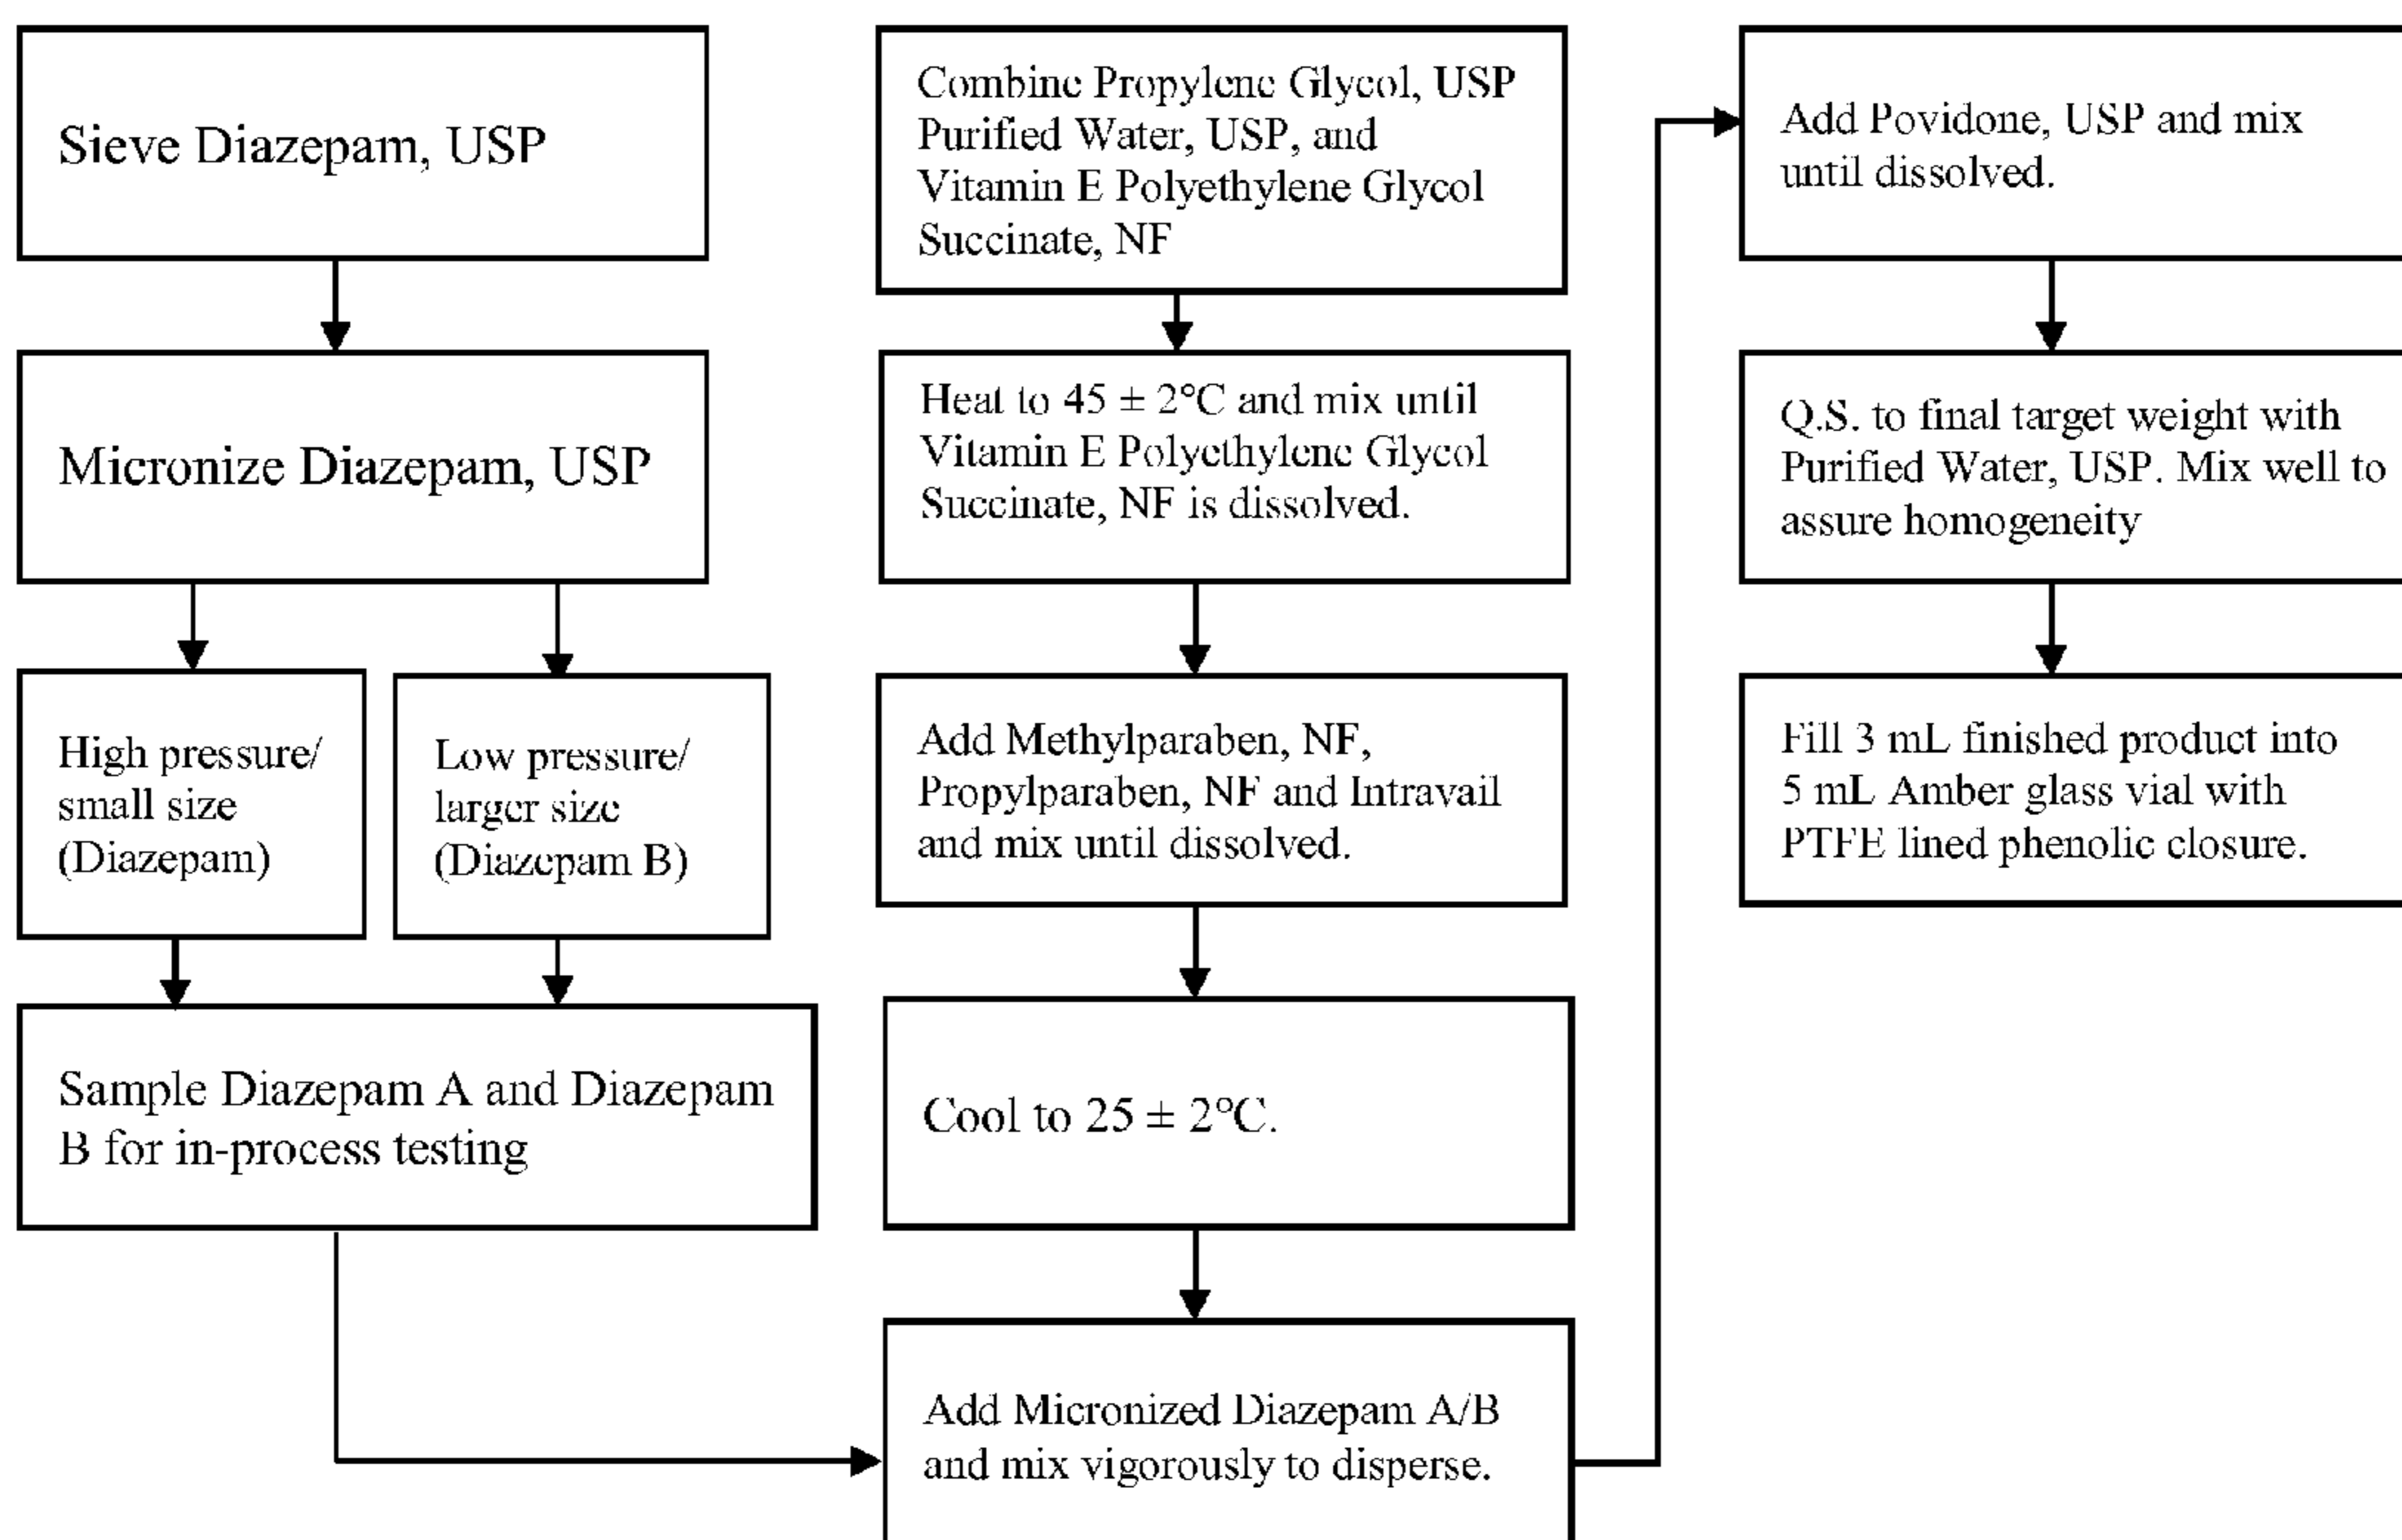 Sieve Diazepam, USP
Micronize Diazepam, USP
High pressure/
small size
(Diazepam)
Low pressure/
larger size
(Diazepam B)
Sample Diazepam A and Diazepam
B for in-process testing
Combine Propylene Glycol, USP
Purified Water, USP, and
Vitamin E Polyethylene Glycol
Succinate, NF
Heat to 45 ± 2°C and mix until
Vitamin E Polyethylene Glycol
Succinate, NF is dissolved.
Add Methylparaben, NF,
Propylparaben, NF and Intravail
and mix until dissolved.
Cool to 25 ± 2°C.
Add Micronized Diazepam A/B
and mix vigorously to disperse.
Add Povidone, USP and mix
until dissolved.
Q.S. to final target weight with
Purified Water, USP. Mix well to
assure homogeneity
Fill 3 mL finished product into
5 mL Amber glass vial with
PTFE lined phenolic closure.